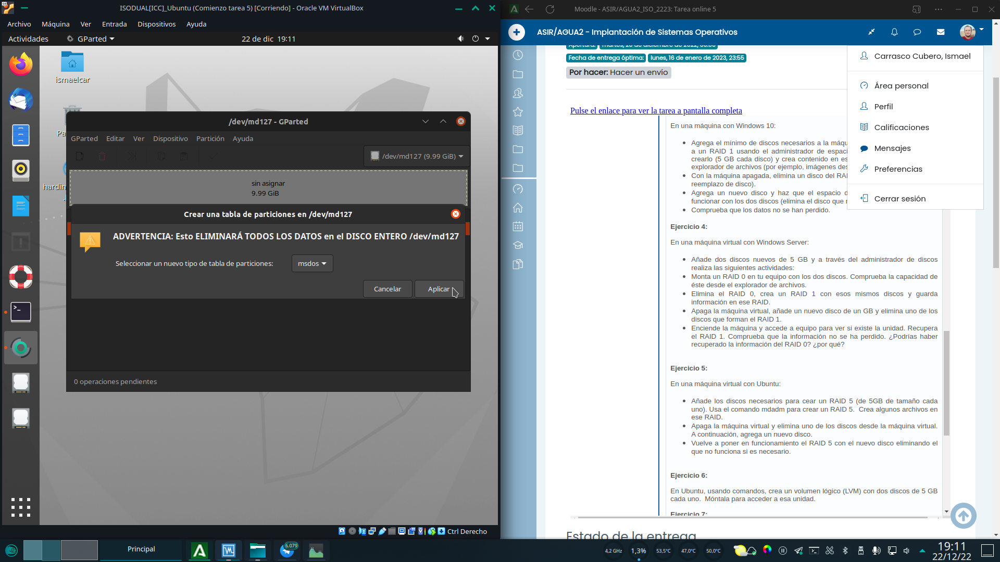 ISODUAL[ICC]_Ubuntu (Comienzo tarea 5) [Corriendo] - Oracle VM VirtualBox
Archivo Máquina Ver Entrada Dispositivos Ayuda
Actividades GParted 22 de dic 19:11
ismaelcar
Pa
hardin
/dev/md127 - GParted
GParted Editar Ver Dispositivo Partición Ayuda
/dev/md127 (9.99 GiB)
sin asignar
9.99 GiB
Crear una tabla de particiones en /dev/md127
ADVERTENCIA: Esto ELIMINARÁ TODOS LOS DATOS en el DISCO ENTERO /dev/md127
Seleccionar un nuevo tipo de tabla de particiones: msdos
Cancelar Aplicar
0 operaciones pendientes
Ctrl Derecho
Moodle - ASIR/AGUA2_ISO_2223: Tarea online 5
ASIR/AGUA2 - Implantación de Sistemas Operativos
Fecha de entrega óptima: lunes, 16 de enero de 2023, 23:55
Por hacer: Hacer un envío
Carrasco Cubero, Ismael
Área personal
Perfil
Calificaciones
Mensajes
Preferencias
Cerrar sesión
Pulse el enlace para ver la tarea a pantalla completa
En una máquina con Windows 10:
Agrega el mínimo de discos necesarios a la máqu
a un RAID 1 usando el administrador de espaci
crearlo (5 GB cada disco) y crea contenido en es
explorador de archivos (por ejemplo, imágenes des
Con la máquina apagada, elimina un disco del RAI
reemplazo de disco).
Agrega un nuevo disco y haz que el espacio d
funcionar con los dos discos (elimina el disco que r
Comprueba que los datos no se han perdido.
Ejercicio 4:
En una máquina virtual con Windows Server:
Añade dos discos nuevos de 5 GB y a través del administrador de discos
realiza las siguientes actividades:
Monta un RAID 0 en tu equipo con los dos discos. Comprueba la capacidad de
éste desde el explorador de archivos.
Elimina el RAID 0, crea un RAID 1 con esos mismos discos y guarda
información en ese RAID.
Apaga la máquina virtual, añade un nuevo disco de un GB y elimina uno de los
discos que forman el RAID 1.
Enciende la máquina y accede a equipo para ver si existe la unidad. Recupera
el RAID 1. Comprueba que la información no se ha perdido. ¿Podrías haber
recuperado la información del RAID 0? ¿por qué?
Ejercicio 5:
En una máquina virtual con Ubuntu:
Añade los discos necesarios para cear un RAID 5 (de 5GB de tamaño cada
uno). Usa el comando mdadm para crear un RAID 5. Crea algunos archivos en
ese RAID.
Apaga la máquina virtual y elimina uno de los discos desde la máquina virtual.
A continuación, agrega un nuevo disco.
Vuelve a poner en funcionamiento el RAID 5 con el nuevo disco eliminando el
que no funciona si es necesario.
Ejercicio 6:
En Ubuntu, usando comandos, crea un volumen lógico (LVM) con dos discos de 5 GB
cada uno. Móntala para acceder a esa unidad.
Ejercicio 7:
Estado de la entrega
Principal 6.079 4,2 GHz 1,3% 53,5°C 47,0°C 50,0°C 19:11
22/12/22